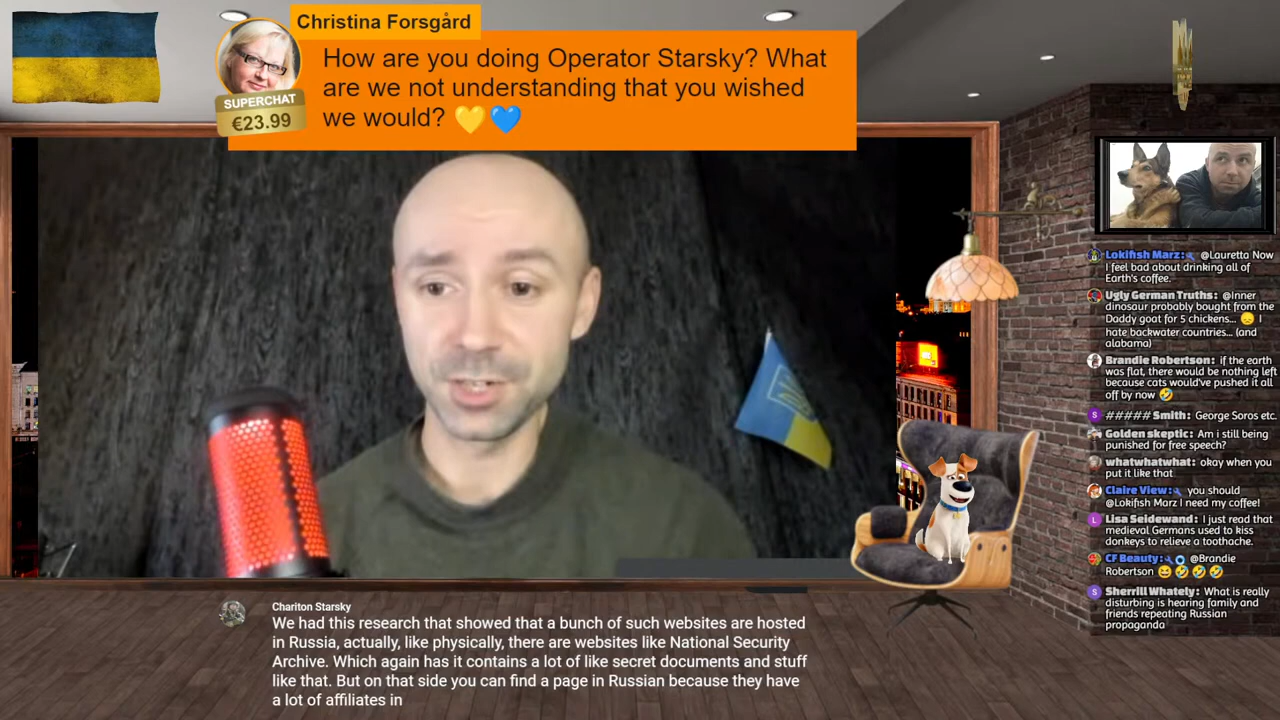 Christina Forsgård
How are you doing Operator Starsky? What
are we not understanding that you wished
we would? 💛💙
SUPERCHAT
€23.99
Lokifish Marz: @Lauretta Now
I feel bad about drinking all of
Earth's coffee.
Ugly German Truths: @Inner
dinosaur probably bought from the
Daddy goat for 5 chickens... 😞 I
hate backwater countries... (and
alabama)
Brandie Robertson: if the earth
was flat, there would be nothing left
because cats would've pushed it all
off by now 🤣
##### Smith: George Soros etc.
Golden skeptic: Am i still being
punished for free speech?
whatwhatwhat: okay when you
put it like that
Claire View: you should
@Lokifish Marz I need my coffee!
Lisa Seidewand: I just read that
medieval Germans used to kiss
donkeys to relieve a toothache.
CF Beauty: @Brandie
Robertson 😆🤣🤣🤣
Sherrill Whately: What is really
disturbing is hearing family and
friends repeating Russian
propaganda
Chariton Starsky
We had this research that showed that a bunch of such websites are hosted
in Russia, actually, like physically, there are websites like National Security
Archive. Which again has it contains a lot of like secret documents and stuff
like that. But on that side you can find a page in Russian because they have
a lot of affiliates in